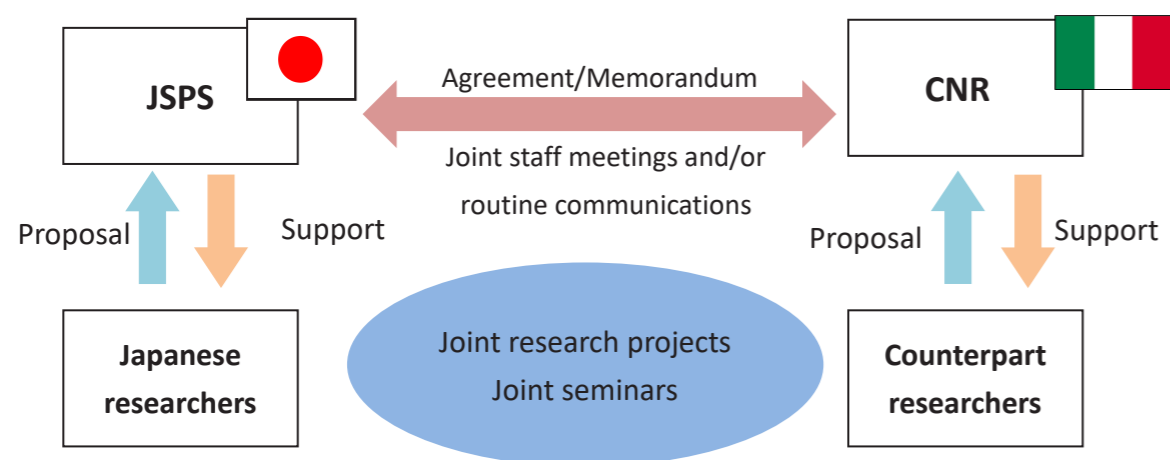 JSPS
CNR
Agreement/Memorandum
Joint staff meetings and/or
routine communications
Proposal
Support
Proposal
Support
Japanese
researchers
Joint research projects
Joint seminars
Counterpart
researchers